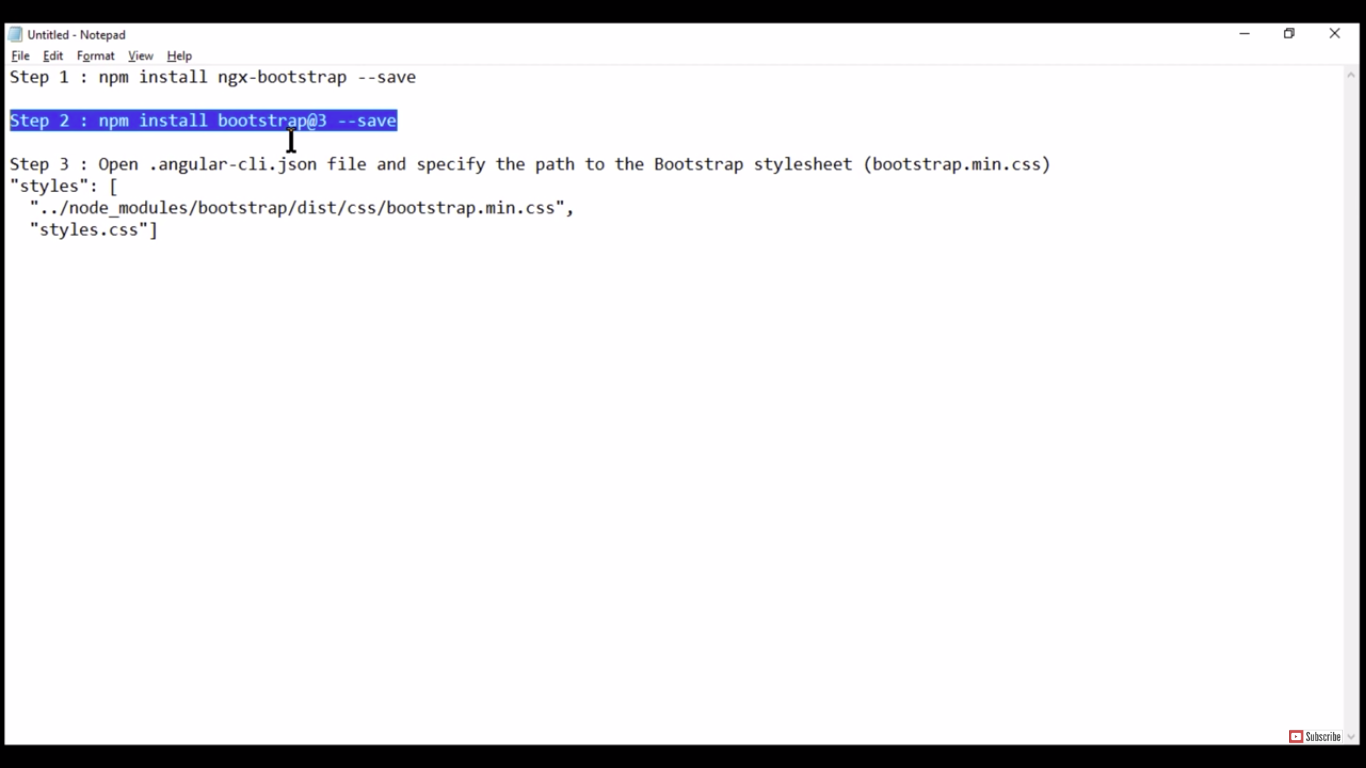 Untitled - Notepad
File Edit Format View Help
Step 1 : npm install ngx-bootstrap --save
Step 2 : npm install bootstrap@3 --save
Step 3 : Open .angular-cli.json file and specify the path to the Bootstrap stylesheet (bootstrap.min.css)
"styles": [
"../node_modules/bootstrap/dist/css/bootstrap.min.css",
"styles.css"]
Subscribe